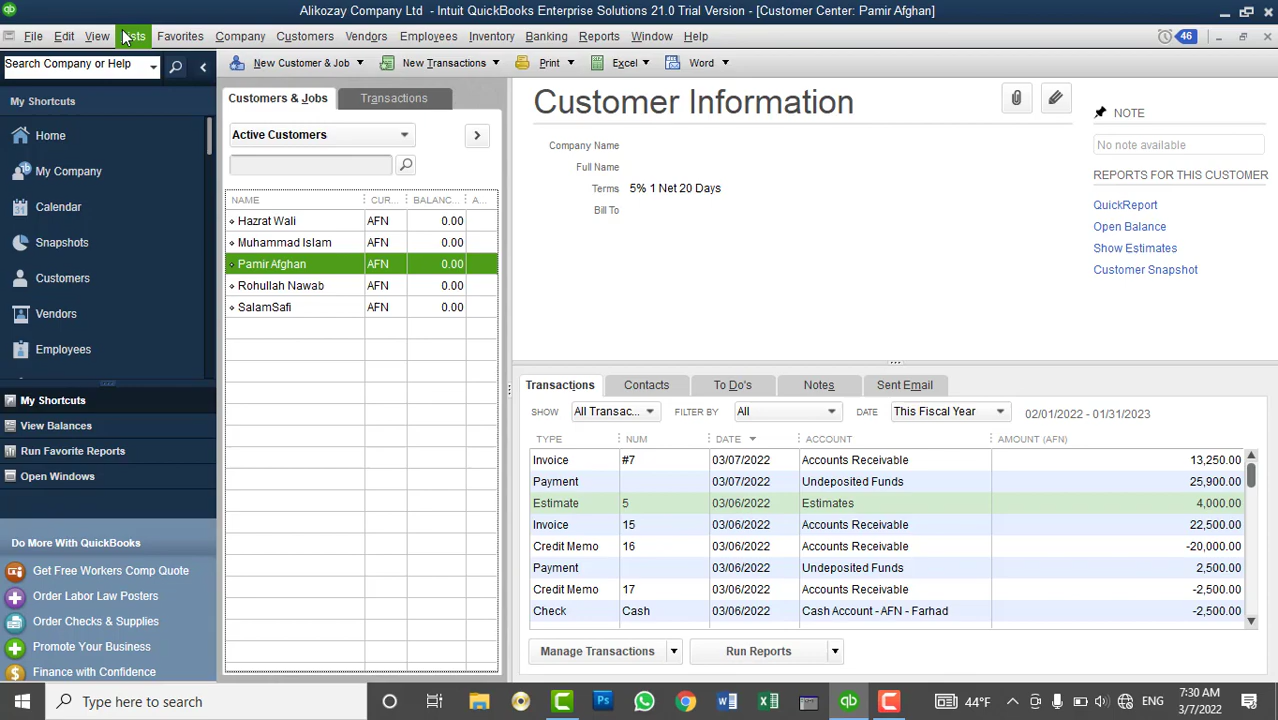 Alikozay Company Ltd - Intuit QuickBooks Enterprise Solutions 21.0 Trial Version - [Customer Center: Pamir Afghan]
File Edit View Lists Favorites Company Customers Vendors Employees Inventory Banking Reports Window Help 46
Search Company or Help
New Customer & Job New Transactions Print Excel Word
My Shortcuts
Home
My Company
Calendar
Snapshots
Customers
Vendors
Employees
My Shortcuts
View Balances
Run Favorite Reports
Open Windows
Do More With QuickBooks
Get Free Workers Comp Quote
Order Labor Law Posters
Order Checks & Supplies
Promote Your Business
Finance with Confidence
Customers & Jobs Transactions
Active Customers
NAME CUR... BALANC... A...
Hazrat Wali AFN 0.00
Muhammad Islam AFN 0.00
Pamir Afghan AFN 0.00
Rohullah Nawab AFN 0.00
SalamSafi AFN 0.00
Customer Information
Company Name
Full Name
Terms 5% 1 Net 20 Days
Bill To
NOTE
No note available
REPORTS FOR THIS CUSTOMER
QuickReport
Open Balance
Show Estimates
Customer Snapshot
Transactions Contacts To Do's Notes Sent Email
SHOW All Transac... FILTER BY All DATE This Fiscal Year 02/01/2022 - 01/31/2023
TYPE NUM DATE ACCOUNT AMOUNT (AFN)
Invoice #7 03/07/2022 Accounts Receivable 13,250.00
Payment 03/07/2022 Undeposited Funds 25,900.00
Estimate 5 03/06/2022 Estimates 4,000.00
Invoice 15 03/06/2022 Accounts Receivable 22,500.00
Credit Memo 16 03/06/2022 Accounts Receivable -20,000.00
Payment 03/06/2022 Undeposited Funds 2,500.00
Credit Memo 17 03/06/2022 Accounts Receivable -2,500.00
Check Cash 03/06/2022 Cash Account - AFN - Farhad -2,500.00
Manage Transactions Run Reports
Type here to search
44°F ENG
7:30 AM
3/7/2022